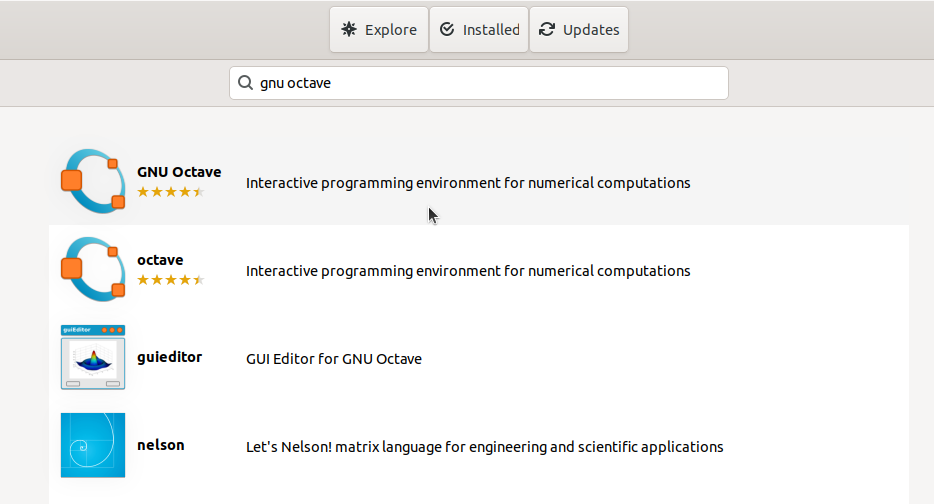 Explore Installed Updates
gnu octave
GNU Octave
Interactive programming environment for numerical computations
octave
Interactive programming environment for numerical computations
guiEditor
guieditor
GUI Editor for GNU Octave
nelson
Let's Nelson! matrix language for engineering and scientific applications